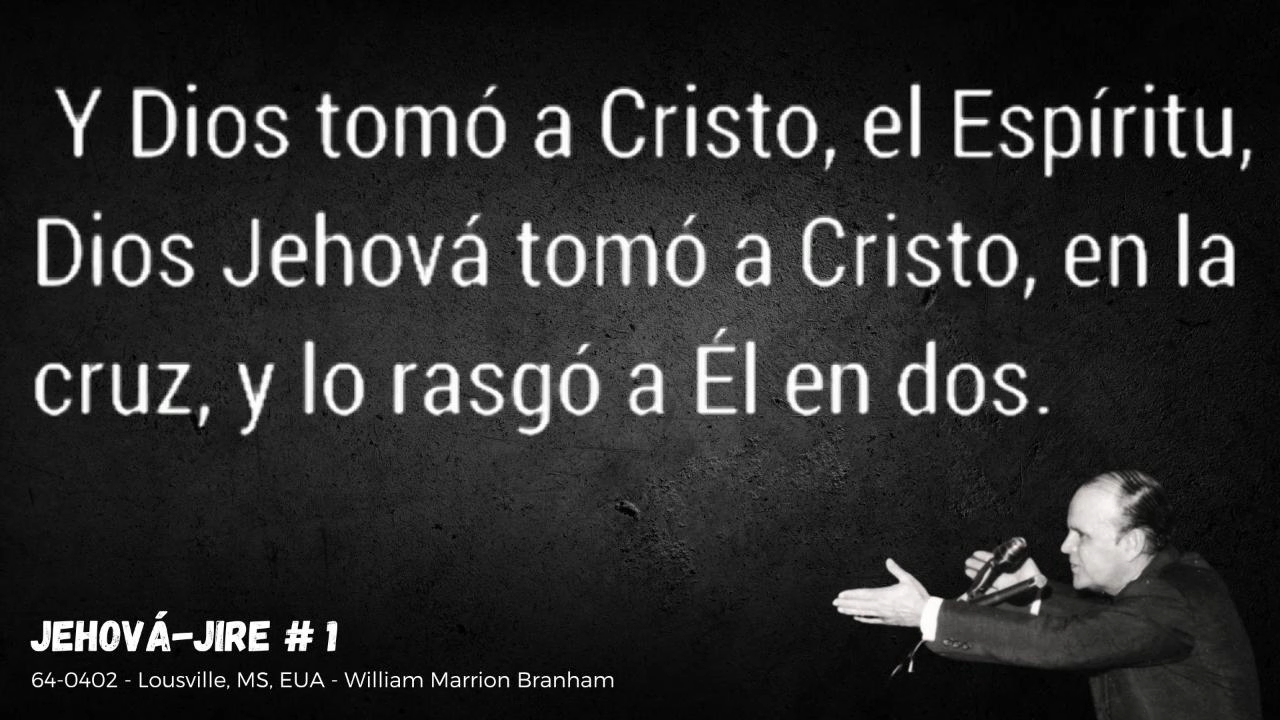 Y Dios tomó a Cristo, el Espíritu,
Dios Jehová tomó a Cristo, en la
cruz, y lo rasgó a Él en dos.
JEHOVÁ-JIRE # 1
64-0402 - Lousville, MS, EUA - William Marrion Branham